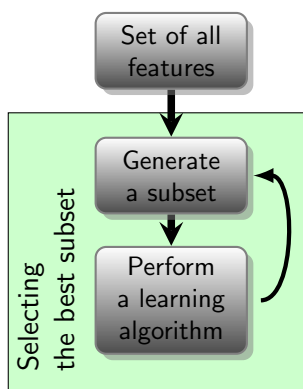 Set of all
features
Generate
a subset
Perform
a learning
algorithm
Selecting
the best subset